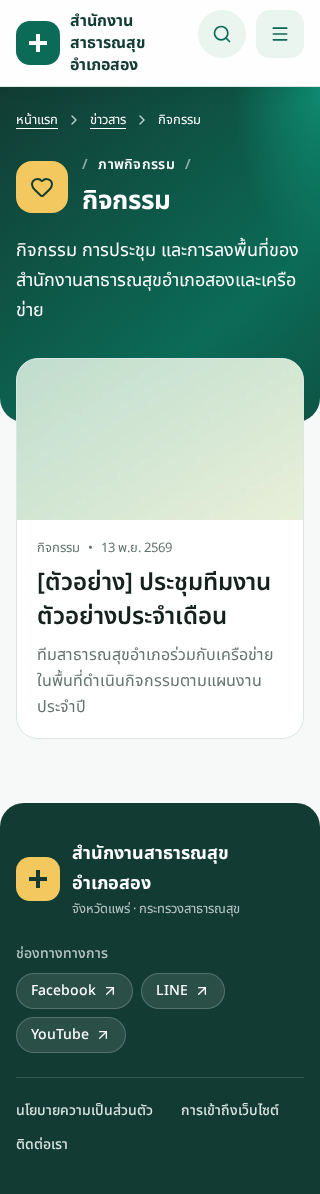 สำนักงาน
สาธารณสุข
อำเภอสอง
หน้าแรก > ข่าวสาร > กิจกรรม
/ ภาพกิจกรรม /
กิจกรรม
กิจกรรม การประชุม และการลงพื้นที่ของ
สำนักงานสาธารณสุขอำเภอสองและเครือ
ข่าย
กิจกรรม • 13 พ.ย. 2569
[ตัวอย่าง] ประชุมทีมงาน
ตัวอย่างประจำเดือน
ทีมสาธารณสุขอำเภอร่วมกับเครือข่าย
ในพื้นที่ดำเนินกิจกรรมตามแผนงาน
ประจำปี
สำนักงานสาธารณสุข
อำเภอสอง
จังหวัดแพร่ · กระทรวงสาธารณสุข
ช่องทางทางการ
Facebook
LINE
YouTube
นโยบายความเป็นส่วนตัว
การเข้าถึงเว็บไซต์
ติดต่อเรา